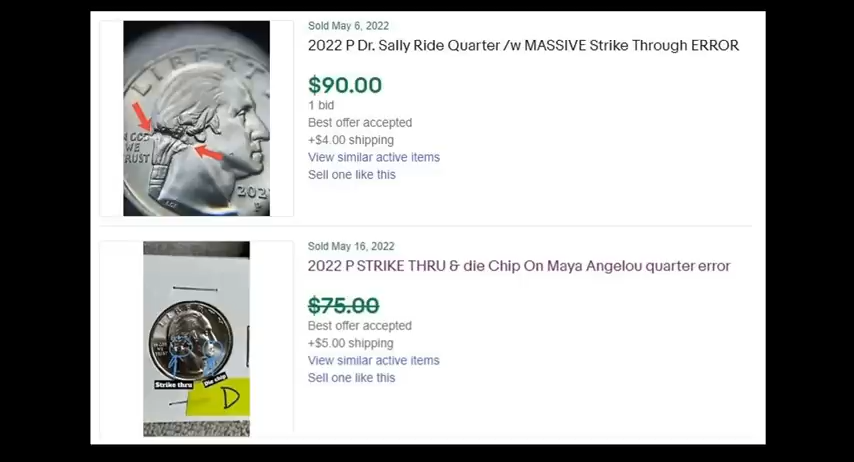 Sold May 6, 2022
2022 P Dr. Sally Ride Quarter /w MASSIVE Strike Through ERROR
$90.00
1 bid
Best offer accepted
+$4.00 shipping
View similar active items
Sell one like this
LIBERTY
N GOD
WE
TRUST
202
P
Sold May 16, 2022
2022 P STRIKE THRU & die Chip On Maya Angelou quarter error
$75.00
Best offer accepted
+$5.00 shipping
View similar active items
Sell one like this
Strike thru
Die chip
D